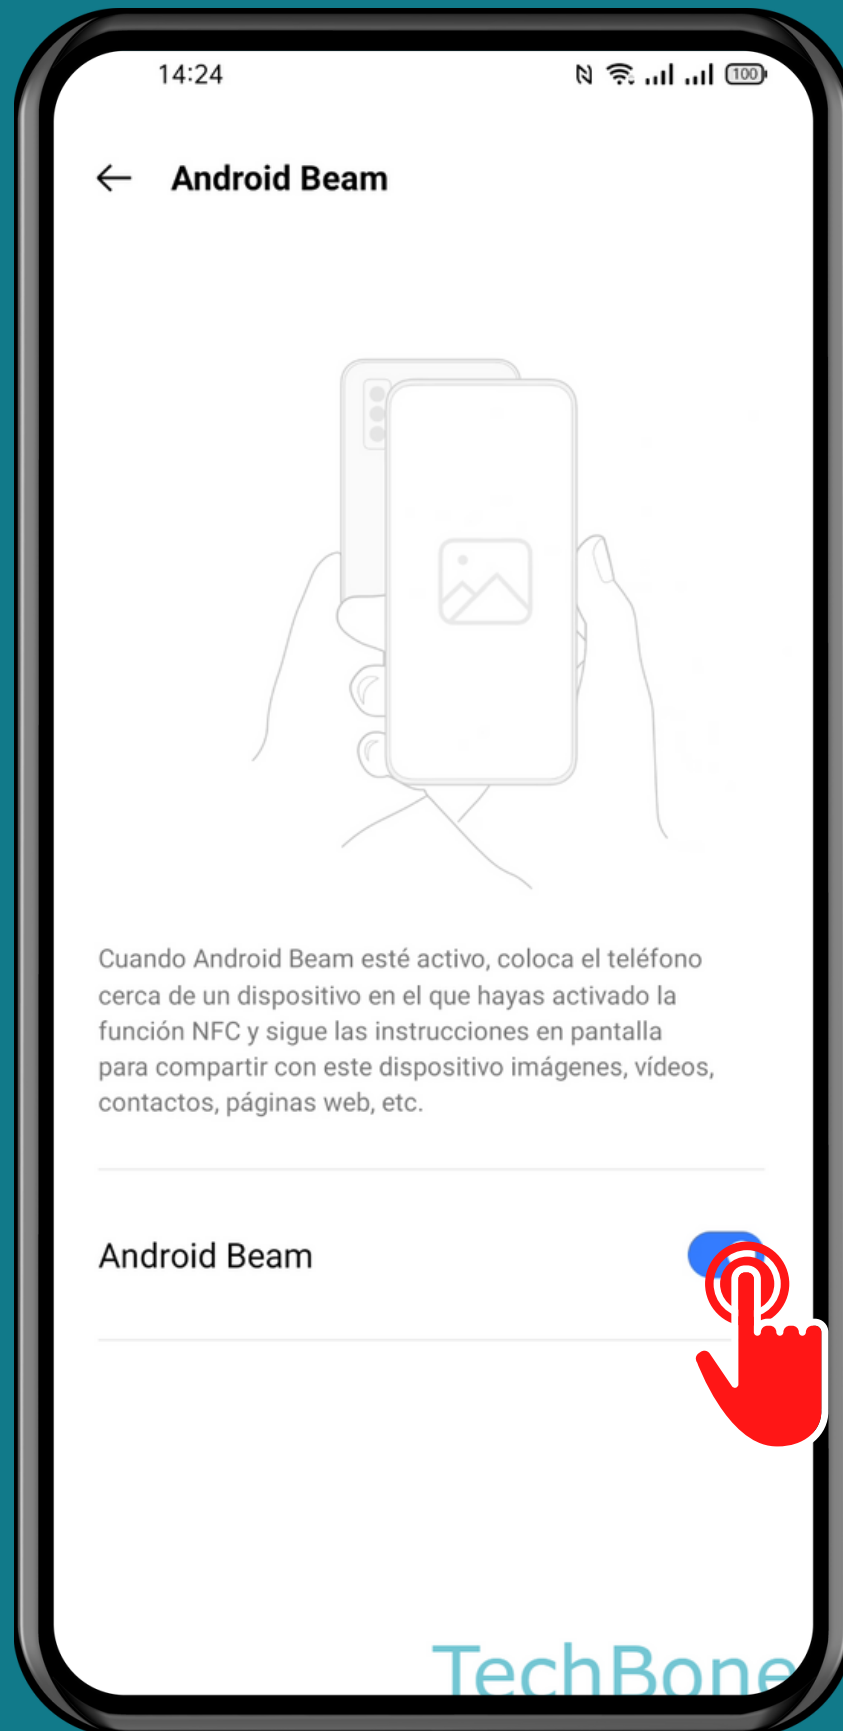 14:24
100
Android Beam
Cuando Android Beam esté activo, coloca el teléfono
cerca de un dispositivo en el que hayas activado la
función NFC y sigue las instrucciones en pantalla
para compartir con este dispositivo imágenes, vídeos,
contactos, páginas web, etc.
Android Beam
TechBone